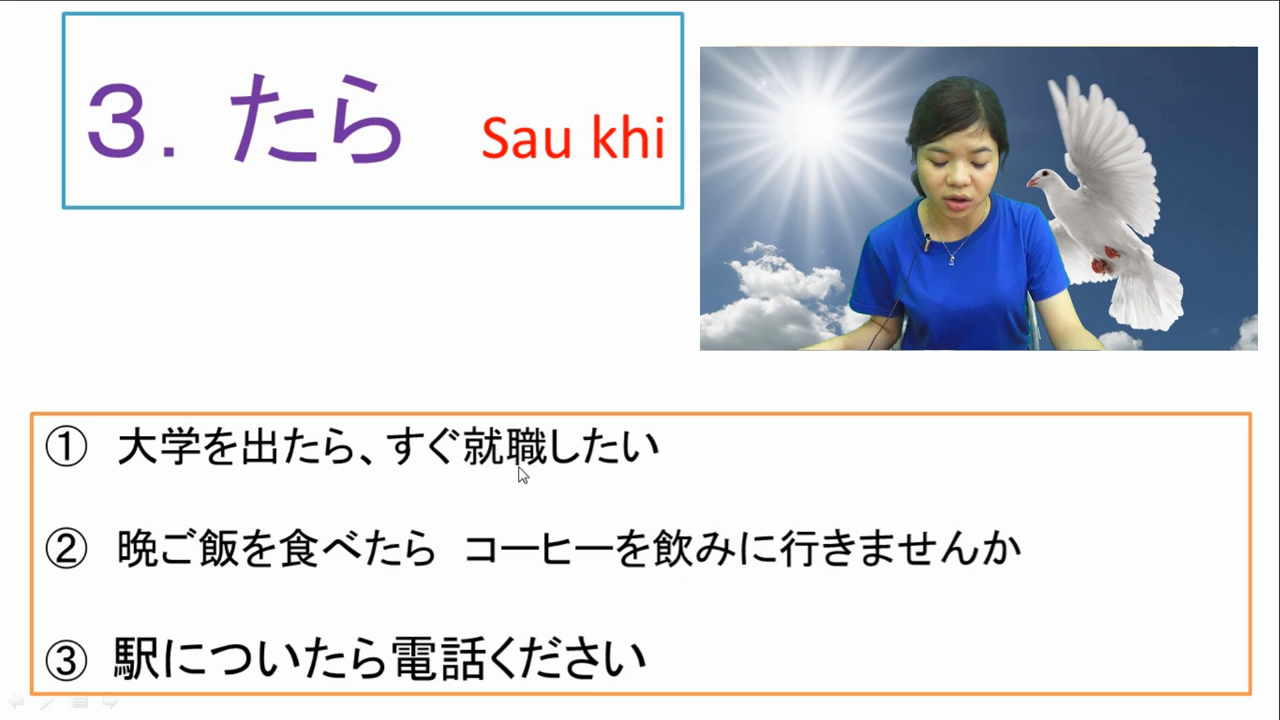 3. たら Sau khi
① 大学を出たら、すぐ就職したい
② 晩ご飯を食べたら コーヒーを飲みに行きませんか
③ 駅についたら電話ください